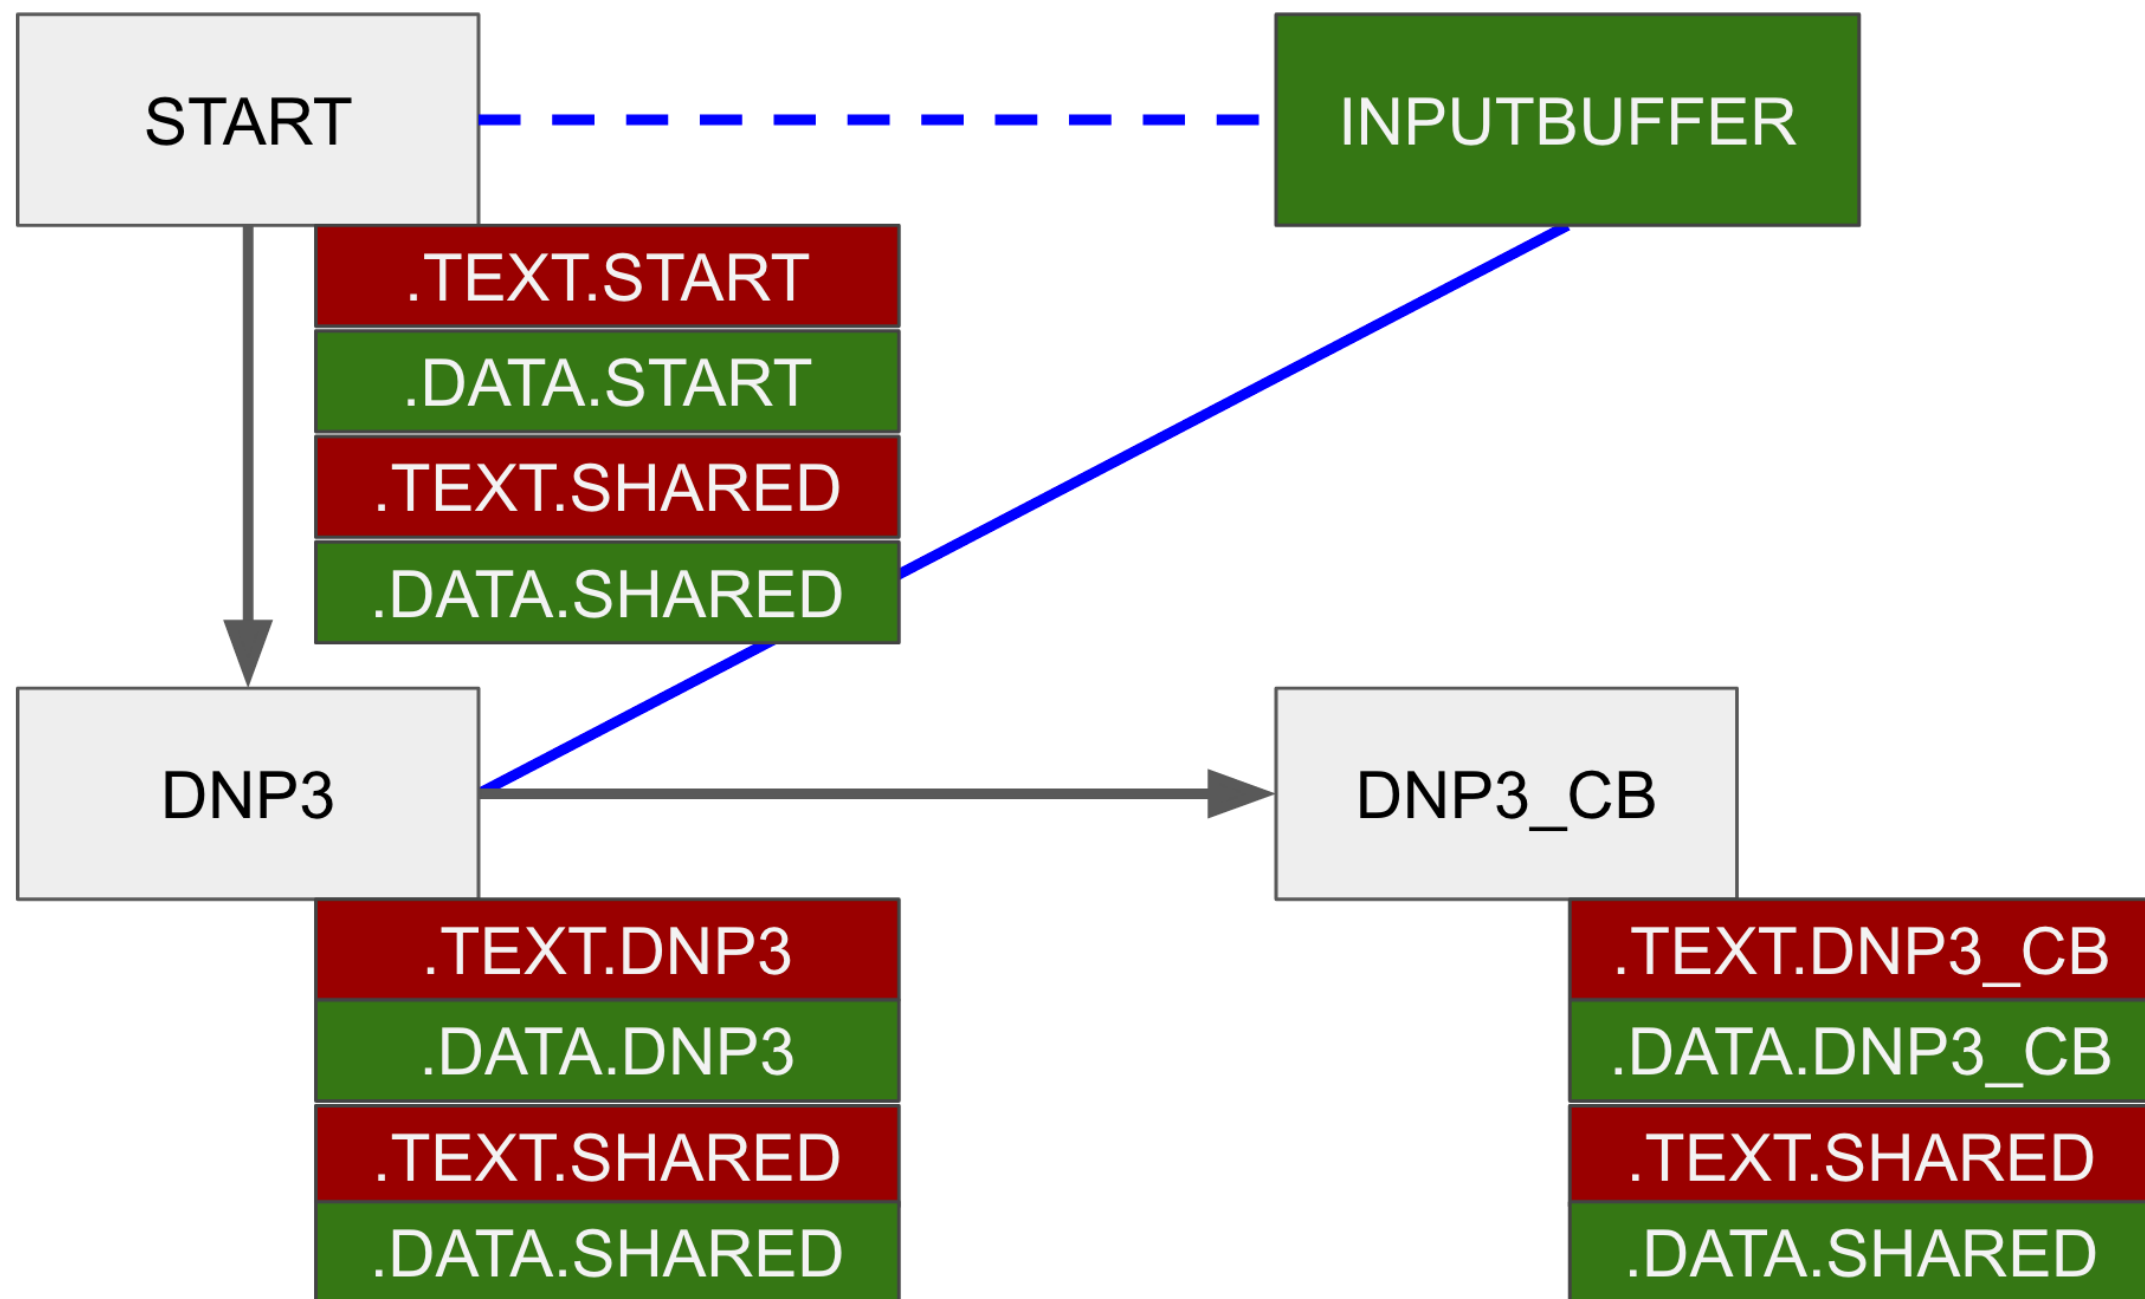 START
INPUTBUFFER
.TEXT.START
.DATA.START
.TEXT.SHARED
.DATA.SHARED
DNP3
DNP3_CB
.TEXT.DNP3
.DATA.DNP3
.TEXT.SHARED
.DATA.SHARED
.TEXT.DNP3_CB
.DATA.DNP3_CB
.TEXT.SHARED
.DATA.SHARED